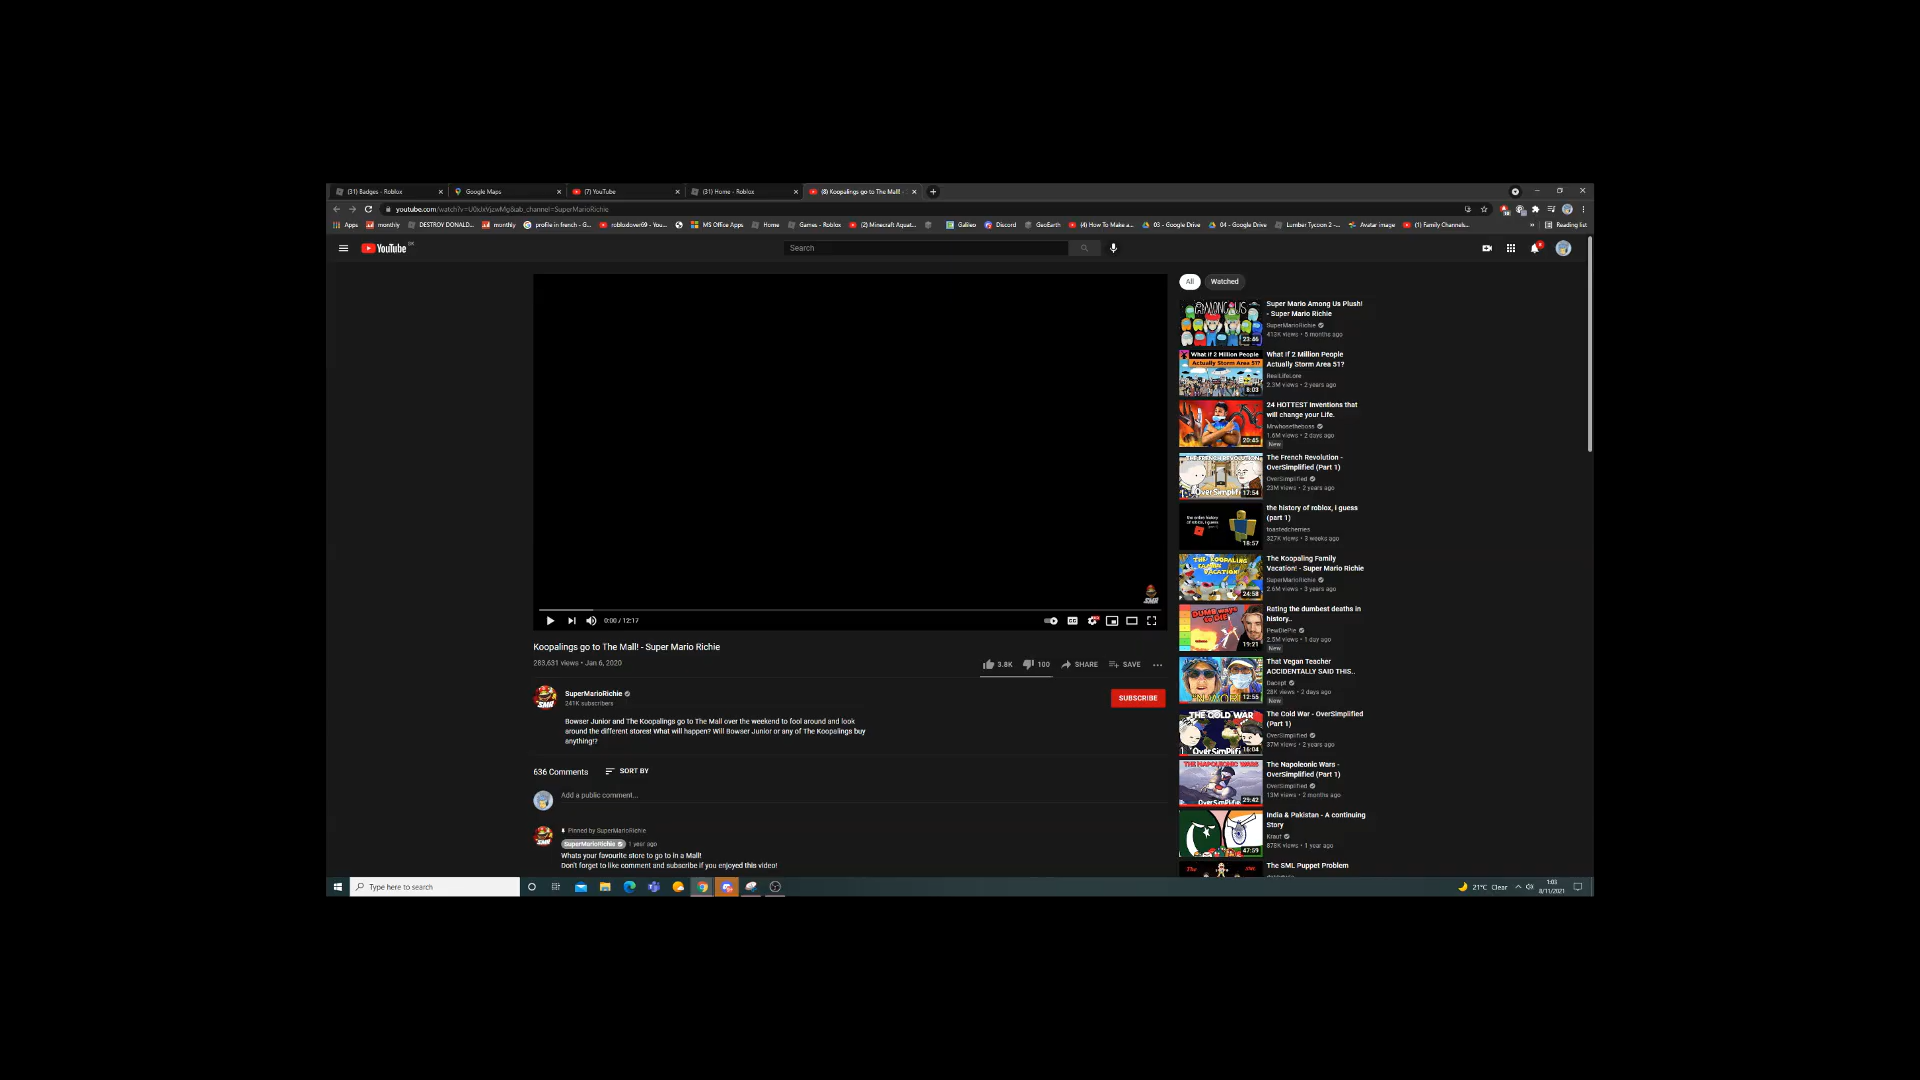 (31) Badges - Roblox
Google Maps
(7) YouTube
(31) Home - Roblox
(8) Koopalings go to The Mall! -
Apps
monthly
DESTROY DONALD...
monthly
profile in french - G...
robloxlover69 - You...
MS Office Apps
Home
Games - Roblox
(2) Minecraft Aquat...
Galileo
Discord
GeoEarth
(4) How To Make a...
03 - Google Drive
04 - Google Drive
Lumber Tycoon 2 -...
Avatar image
(1) Family Channels...
Reading list
YouTube
Search
All
Watched
Super Mario Among Us Plush!
- Super Mario Richie
SuperMarioRichie
413K views • 5 months ago
23:46
What If 2 Million People
Actually Storm Area 51?
RealLifeLore
2.3M views • 2 years ago
8:03
24 HOTTEST Inventions that
will change your Life.
Mrwhosetheboss
1.6M views • 2 days ago
New
20:45
The French Revolution -
OverSimplified (Part 1)
OverSimplified
23M views • 2 years ago
17:54
the history of roblox, i guess
(part 1)
toastedcherries
327K views • 3 weeks ago
18:57
The Koopaling Family
Vacation! - Super Mario Richie
SuperMarioRichie
2.6M views • 3 years ago
24:58
Rating the dumbest deaths in
history..
PewDiePie
2.5M views • 1 day ago
New
19:21
That Vegan Teacher
ACCIDENTALLY SAID THIS..
Dacept
28K views • 2 days ago
New
12:55
The Cold War - OverSimplified
(Part 1)
OverSimplified
37M views • 2 years ago
16:04
The Napoleonic Wars -
OverSimplified (Part 1)
OverSimplified
13M views • 2 months ago
29:42
India & Pakistan - A continuing
Story
Kraut
878K views • 1 year ago
47:59
The SML Puppet Problem
0:00 / 12:17
Koopalings go to The Mall! - Super Mario Richie
283,631 views • Jan 6, 2020
3.8K
100
SHARE
SAVE
SuperMarioRichie
241K subscribers
SUBSCRIBE
Bowser Junior and The Koopalings go to The Mall over the weekend to fool around and look
around the different stores! What will happen? Will Bowser Junior or any of The Koopalings buy
anything!?
636 Comments
SORT BY
Add a public comment...
Pinned by SuperMarioRichie
SuperMarioRichie
1 year ago
Whats your favourite store to go to in a Mall!
Don't forget to like comment and subscribe if you enjoyed this video!
Type here to search
21°C Clear
1:03
8/11/2021